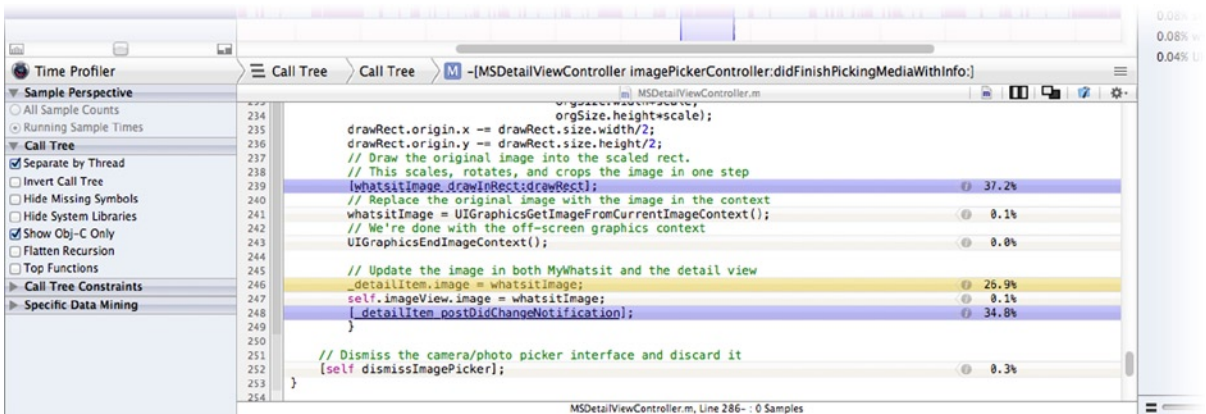 0.08%
0.08%
0.04% UI
Time Profiler
Call Tree
Call Tree
M -[MSDetailViewController imagePickerController:didFinishPickingMediaWithInfo:]
Sample Perspective
All Sample Counts
Running Sample Times
Call Tree
Separate by Thread
Invert Call Tree
Hide Missing Symbols
Hide System Libraries
Show Obj-C Only
Flatten Recursion
Top Functions
Call Tree Constraints
Specific Data Mining
m MSDetailViewController.m
233 orgSize.width*scale,
234 orgSize.height*scale);
235 drawRect.origin.x -= drawRect.size.width/2;
236 drawRect.origin.y -= drawRect.size.height/2;
237 // Draw the original image into the scaled rect.
238 // This scales, rotates, and crops the image in one step
239 [whatsitImage drawInRect:drawRect]; 37.2%
240 // Replace the original image with the image in the context
241 whatsitImage = UIGraphicsGetImageFromCurrentImageContext(); 0.1%
242 // We're done with the off-screen graphics context
243 UIGraphicsEndImageContext(); 0.0%
244
245 // Update the image in both MyWhatsit and the detail view
246 _detailItem.image = whatsitImage; 26.9%
247 self.imageView.image = whatsitImage; 0.1%
248 [_detailItem postDidChangeNotification]; 34.8%
249 }
250
251 // Dismiss the camera/photo picker interface and discard it
252 [self dismissImagePicker]; 0.3%
253 }
254
MSDetailViewController.m, Line 286- : 0 Samples